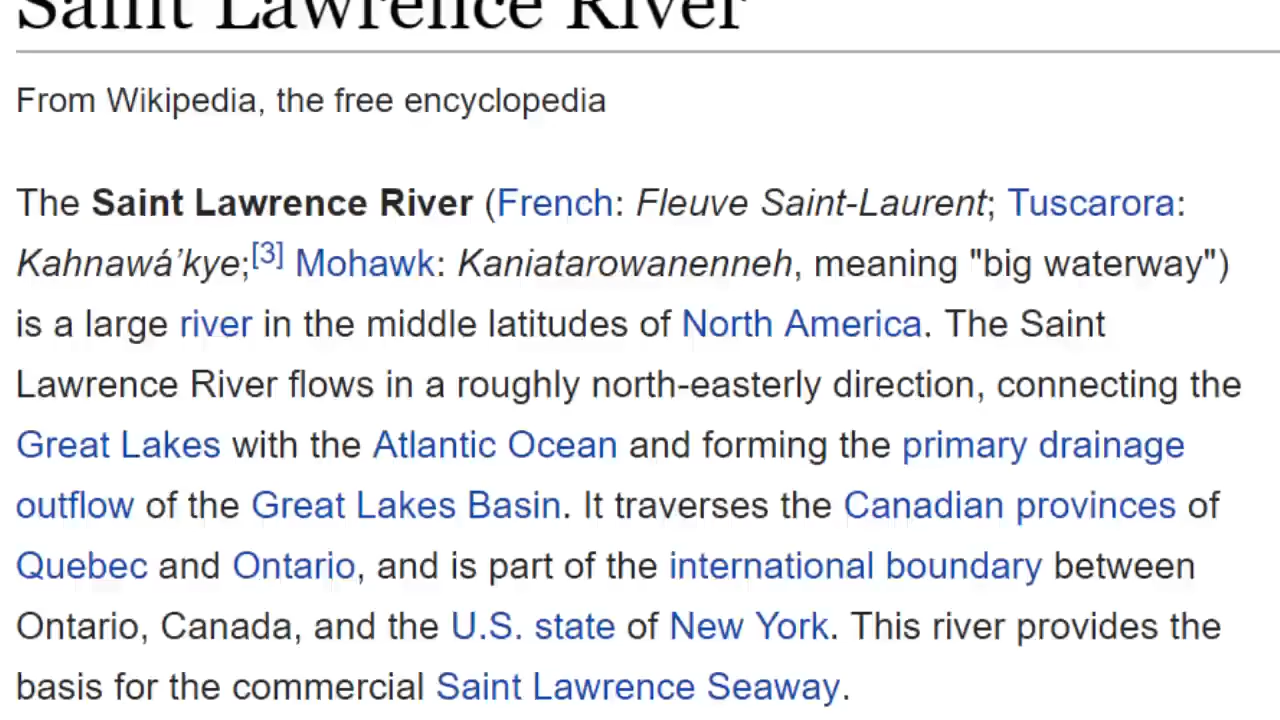 Saint Lawrence River
From Wikipedia, the free encyclopedia
The Saint Lawrence River (French: Fleuve Saint-Laurent; Tuscarora:
Kahnawáʼkye;[3] Mohawk: Kaniatarowanenneh, meaning "big waterway")
is a large river in the middle latitudes of North America. The Saint
Lawrence River flows in a roughly north-easterly direction, connecting the
Great Lakes with the Atlantic Ocean and forming the primary drainage
outflow of the Great Lakes Basin. It traverses the Canadian provinces of
Quebec and Ontario, and is part of the international boundary between
Ontario, Canada, and the U.S. state of New York. This river provides the
basis for the commercial Saint Lawrence Seaway.